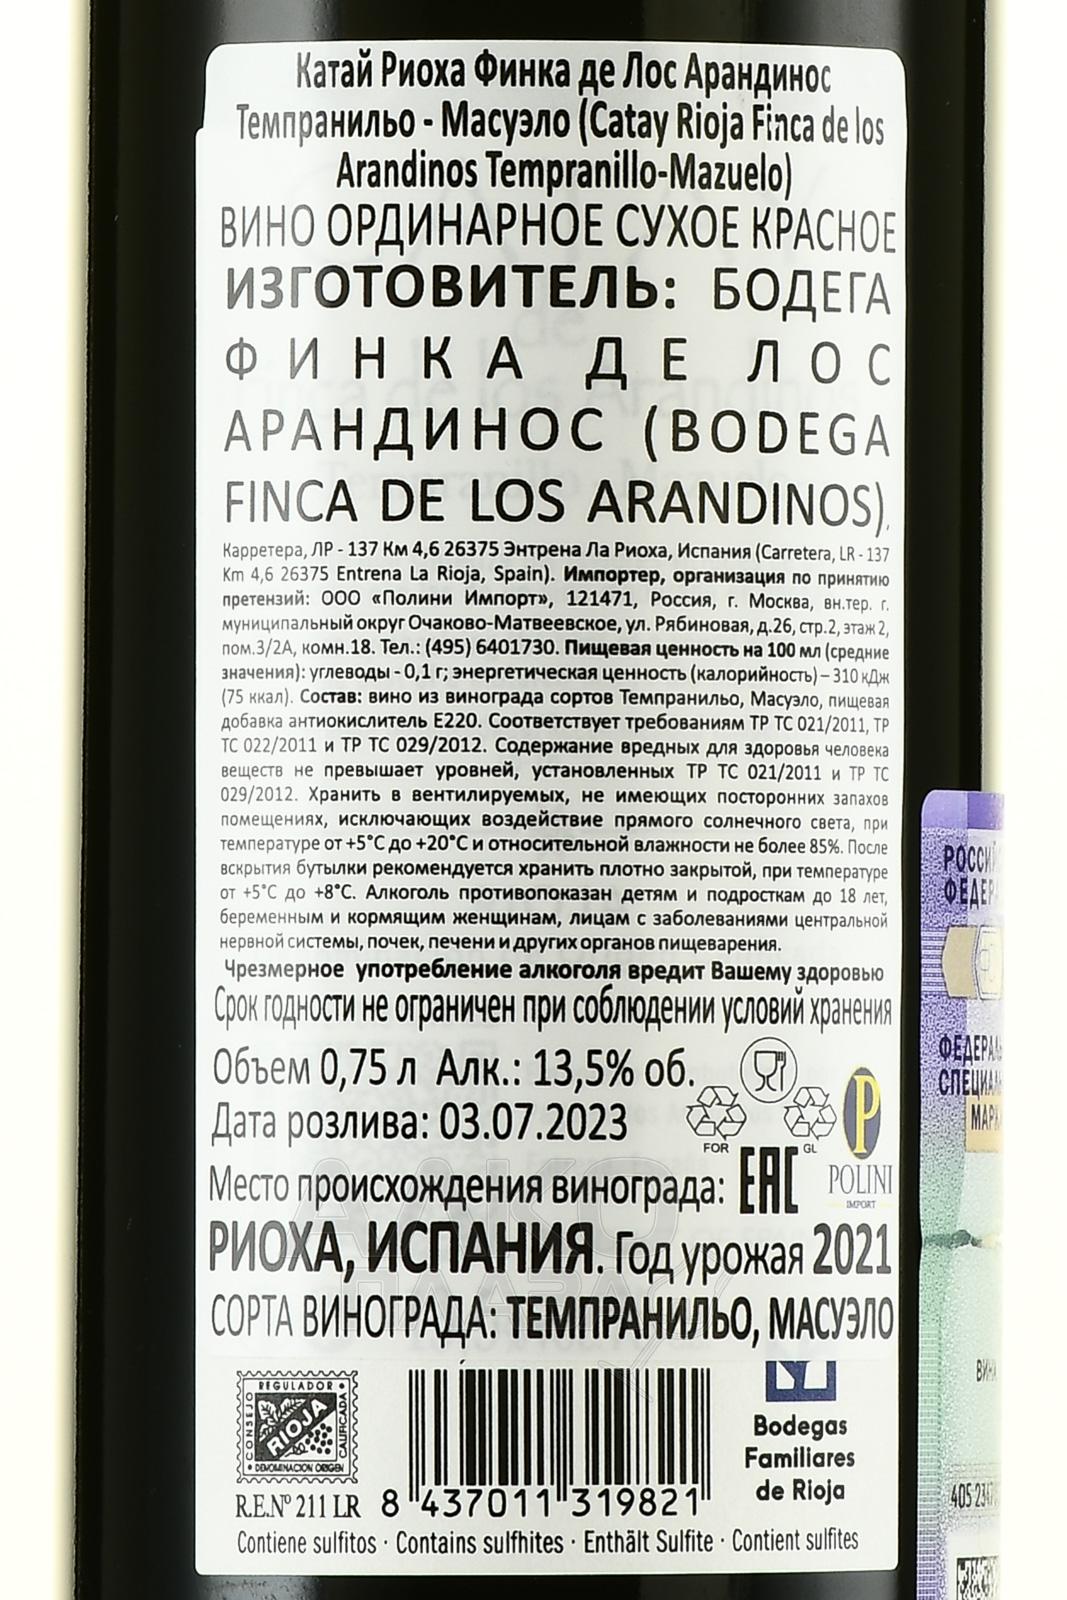 Катай Риоха Финка де Лос Арандинос
Темпранильо - Масуэло (Catay Rioja Finca de los
Arandinos Tempranillo-Mazuelo)
ВИНО ОРДИНАРНОЕ СУХОЕ КРАСНОЕ
ИЗГОТОВИТЕЛЬ: БОДЕГА
ФИНКА ДЕ ЛОС
АРАНДИНОС (BODEGA
FINCA DE LOS ARANDINOS),
Карретера, ЛР - 137 Км 4,6 26375 Энтрена Ла Риоха, Испания (Carretera, LR - 137
Km 4,6 26375 Entrena La Rioja, Spain). Импортер, организация по принятию
претензий: ООО «Полини Импорт», 121471, Россия, г. Москва, вн.тер. г.
муниципальный округ Очаково-Матвеевское, ул. Рябиновая, д.26, стр.2, этаж 2,
пом.3/2А, комн.18. Тел.: (495) 6401730. Пищевая ценность на 100 мл (средние
значения): углеводы - 0,1 г; энергетическая ценность (калорийность) – 310 кДж
(75 ккал). Состав: вино из винограда сортов Темпранильо, Масуэло, пищевая
добавка антиокислитель Е220. Соответствует требованиям ТР ТС 021/2011, ТР
ТС 022/2011 и ТР ТС 029/2012. Содержание вредных для здоровья человека
веществ не превышает уровней, установленных ТР ТС 021/2011 и ТР ТС
029/2012. Хранить в вентилируемых, не имеющих посторонних запахов
помещениях, исключающих воздействие прямого солнечного света, при
температуре от +5°С до +20°С и относительной влажности не более 85%. После
вскрытия бутылки рекомендуется хранить плотно закрытой, при температуре
от +5°С до +8°С. Алкоголь противопоказан детям и подросткам до 18 лет,
беременным и кормящим женщинам, лицам с заболеваниями центральной
нервной системы, почек, печени и других органов пищеварения.
Чрезмерное употребление алкоголя вредит Вашему здоровью
Срок годности не ограничен при соблюдении условий хранения
Объем 0,75 л Алк.: 13,5% об.
Дата розлива: 03.07.2023
FOR
GL
P
POLINI
IMPORT
Место происхождения винограда: EAC
РИОХА, ИСПАНИЯ. Год урожая 2021
СОРТА ВИНОГРАДА: ТЕМПРАНИЛЬО, МАСУЭЛО
CONSEJO REGULADOR
RIOJA
DENOMINACION ORIGEN CALIFICADA
R.E.Nº 211 LR
8 437011 319821
Bodegas
Familiares
de Rioja
Contiene sulfitos · Contains sulfhites · Enthält Sulfite · Contient sulfites
АЛКО
ПЛАЗА